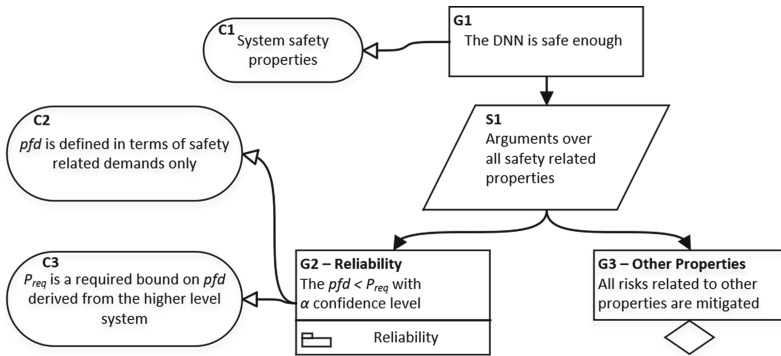 C1
System safety
properties
G1
The DNN is safe enough
C2
pfd is defined in terms of safety
related demands only
S1
Arguments over
all safety related
properties
C3
P_req is a required bound on pfd
derived from the higher level
system
G2 – Reliability
The pfd < P_req with
α confidence level
Reliability
G3 – Other Properties
All risks related to other
properties are mitigated